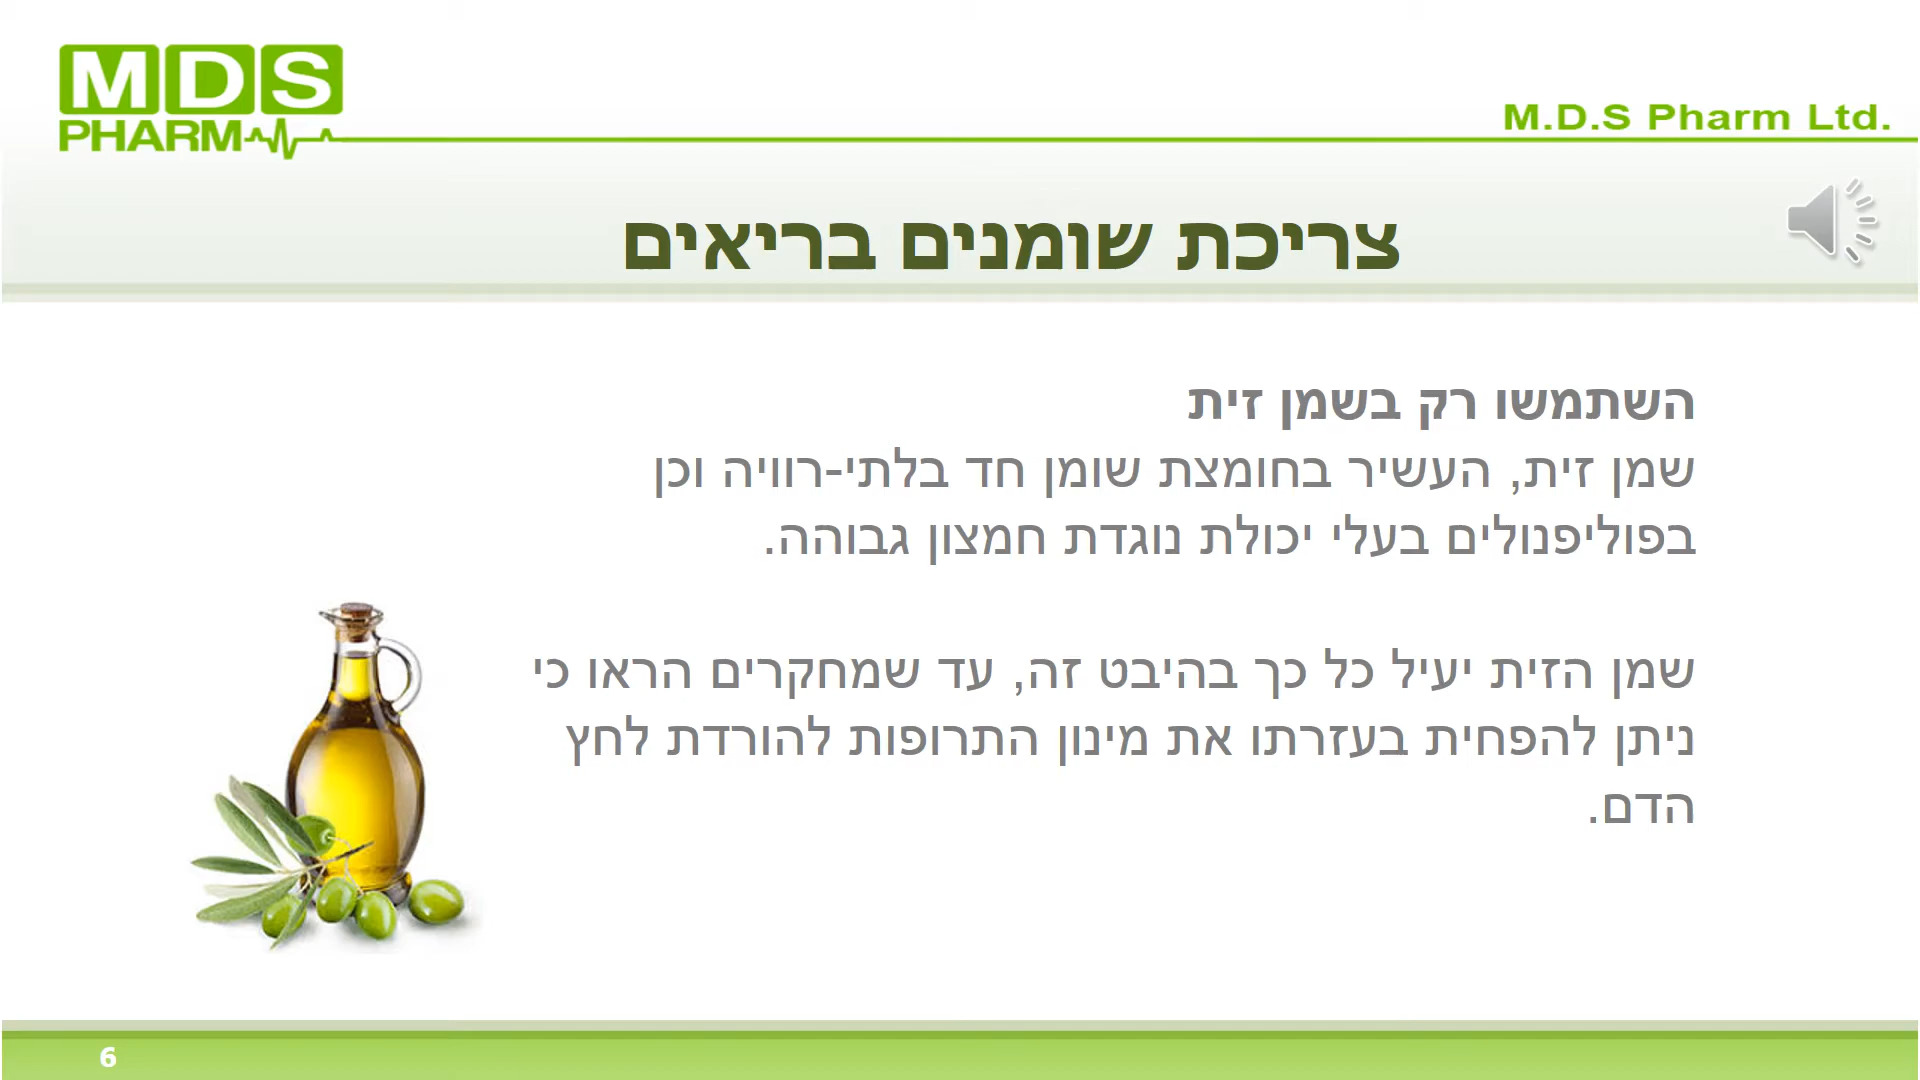 MDS
PHARM
M.D.S Pharm Ltd.
צריכת שומנים בריאים
השתמשו רק בשמן זית
שמן זית, העשיר בחומצת שומן חד בלתי-רוויה וכן
בפוליפנולים בעלי יכולת נוגדת חמצון גבוהה.
שמן הזית יעיל כל כך בהיבט זה, עד שמחקרים הראו כי
ניתן להפחית בעזרתו את מינון התרופות להורדת לחץ
הדם.
6